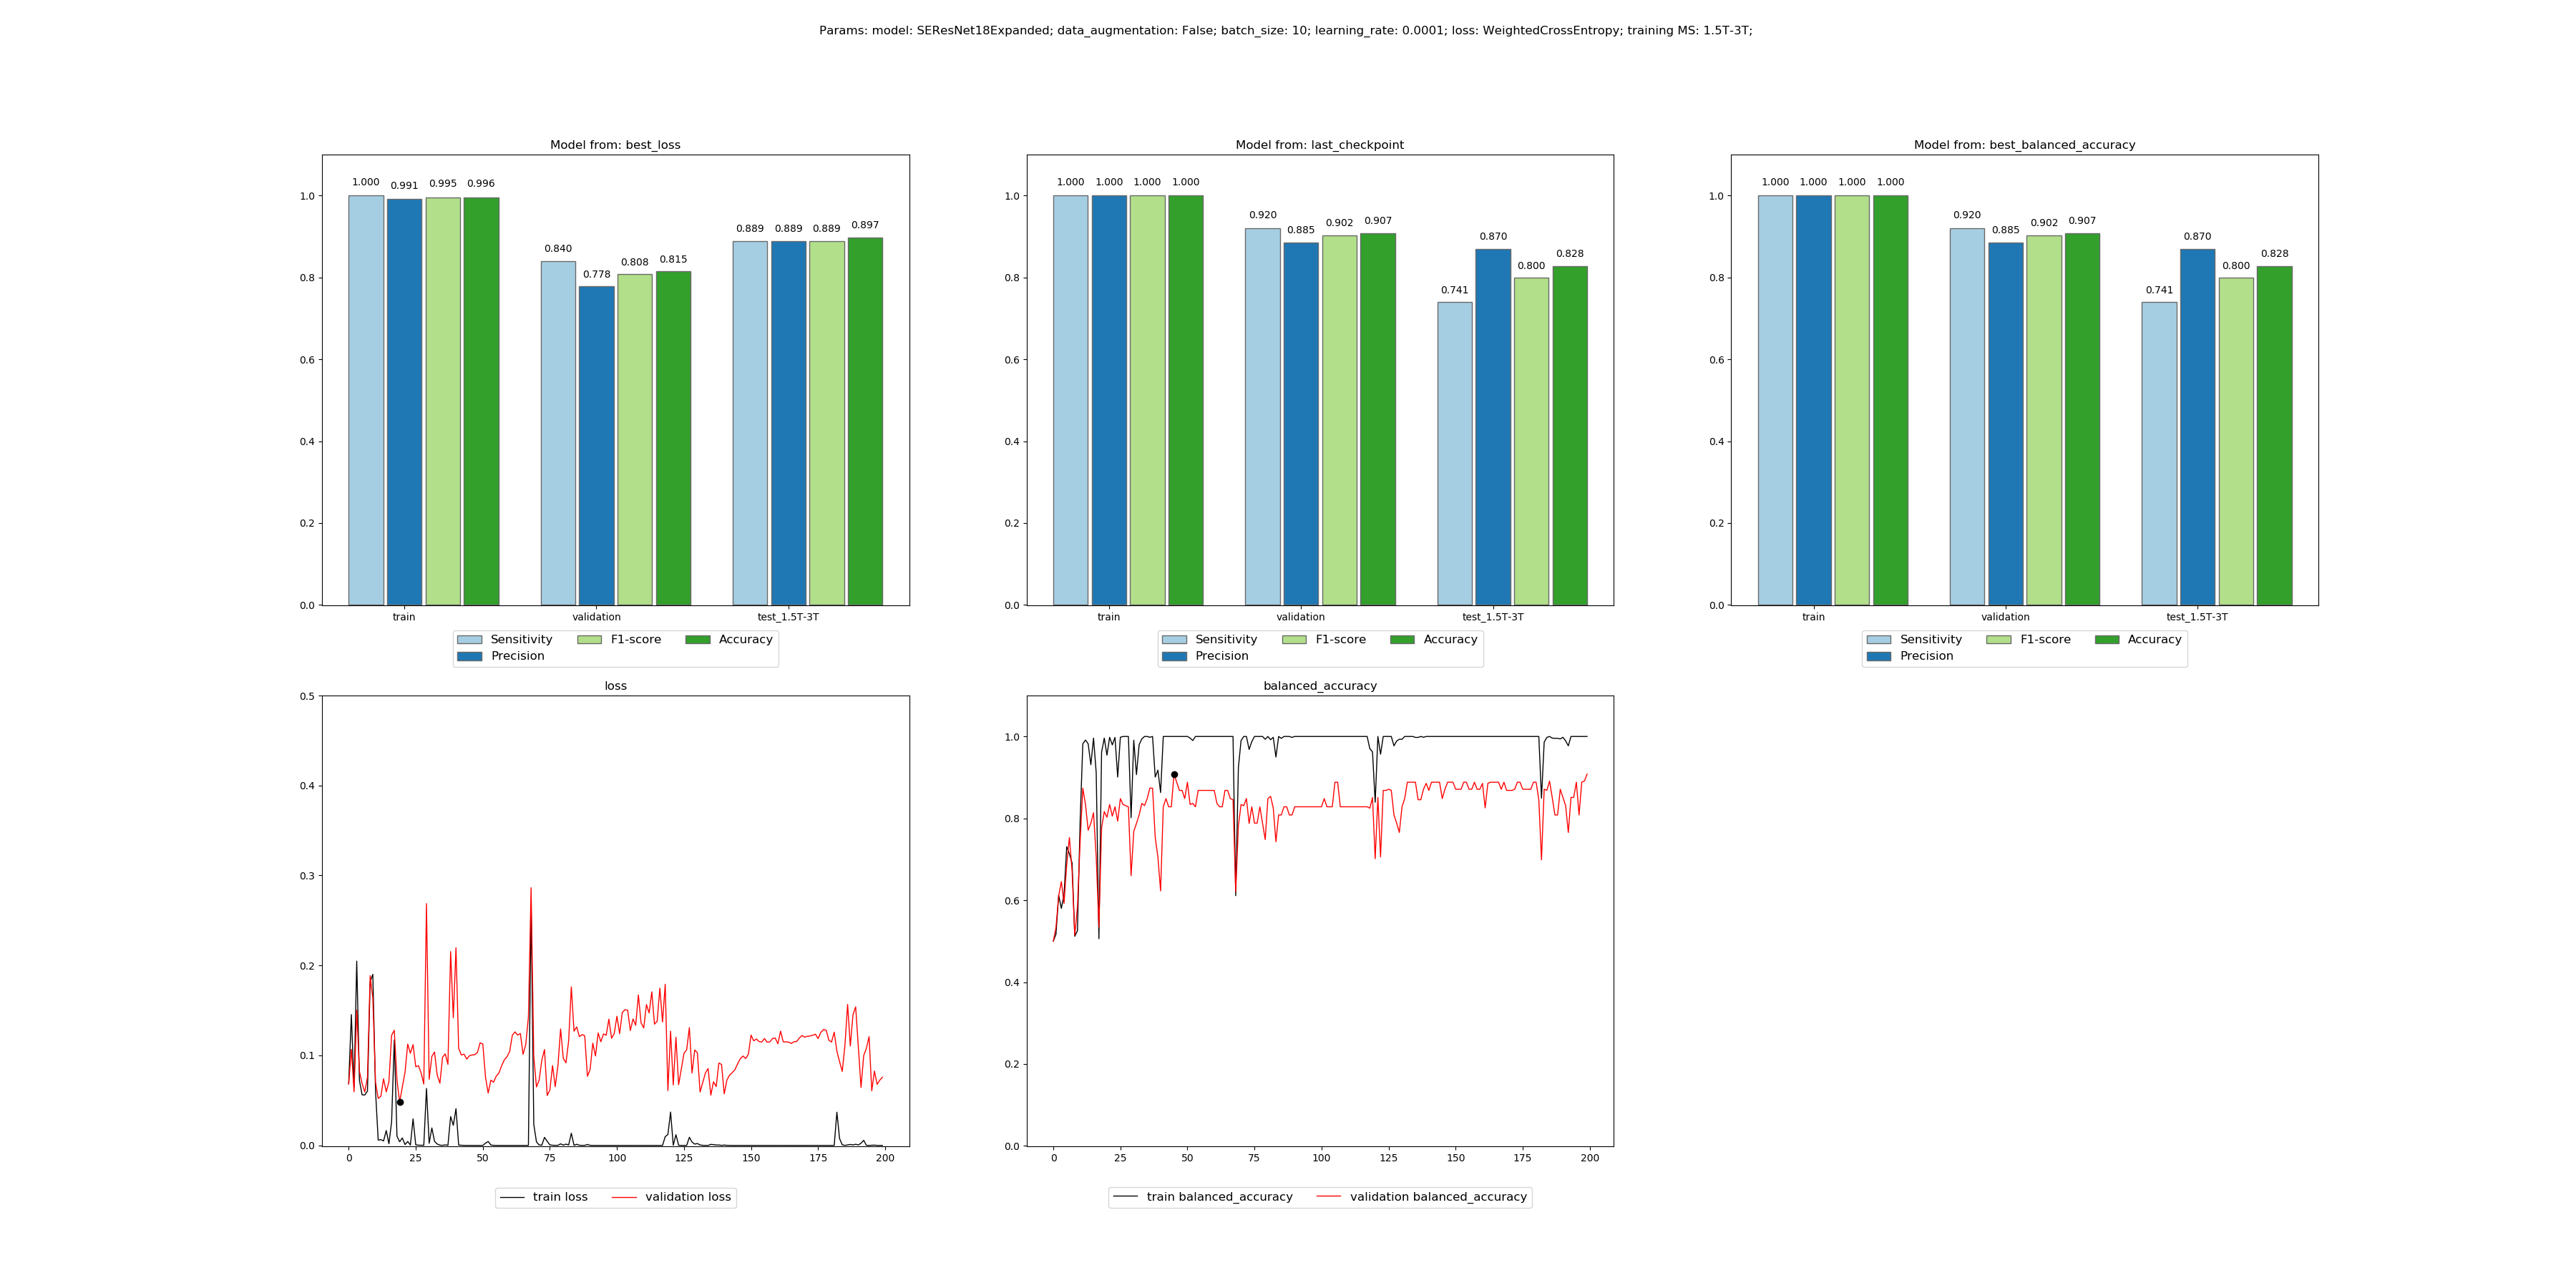 Params: model: SEResNet18Expanded; data_augmentation: False; batch_size: 10; learning_rate: 0.0001; loss: WeightedCrossEntropy; training MS: 1.5T-3T;
Model from: best_loss
1.000 0.991 0.995 0.996
0.840 0.778 0.808 0.815
0.889 0.889 0.889 0.897
1.0
0.8
0.6
0.4
0.2
0.0
train validation test_1.5T-3T
Sensitivity F1-score Accuracy
Precision
Model from: last_checkpoint
1.000 1.000 1.000 1.000
0.920 0.885 0.902 0.907
0.741 0.870 0.800 0.828
1.0
0.8
0.6
0.4
0.2
0.0
train validation test_1.5T-3T
Sensitivity F1-score Accuracy
Precision
Model from: best_balanced_accuracy
1.000 1.000 1.000 1.000
0.920 0.885 0.902 0.907
0.741 0.870 0.800 0.828
1.0
0.8
0.6
0.4
0.2
0.0
train validation test_1.5T-3T
Sensitivity F1-score Accuracy
Precision
loss
0.5
0.4
0.3
0.2
0.1
0.0
0 25 50 75 100 125 150 175 200
train loss validation loss
balanced_accuracy
1.0
0.8
0.6
0.4
0.2
0.0
0 25 50 75 100 125 150 175 200
train balanced_accuracy validation balanced_accuracy